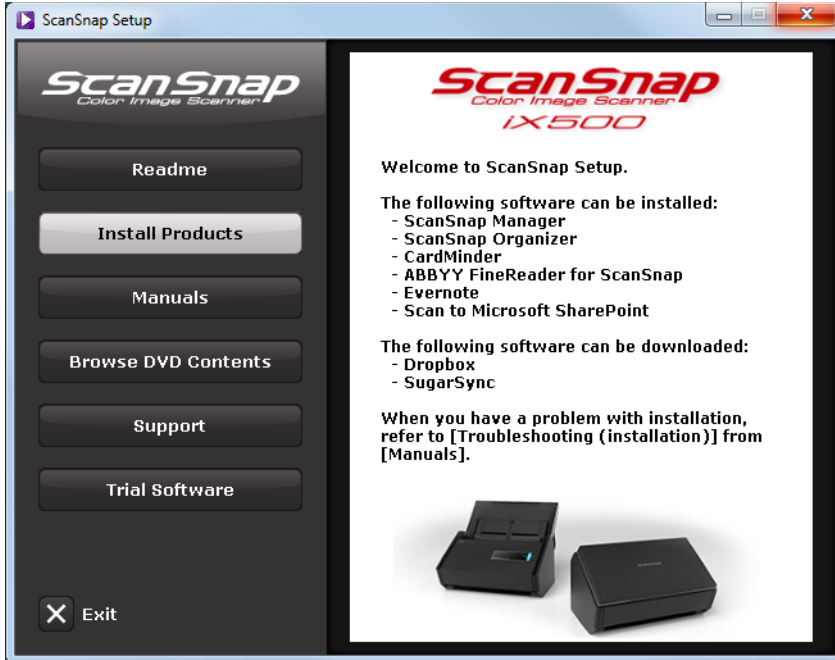 ScanSnap Setup
ScanSnap
Color Image Scanner
Readme
Install Products
Manuals
Browse DVD Contents
Support
Trial Software
Exit
ScanSnap
Color Image Scanner
iX500
Welcome to ScanSnap Setup.
The following software can be installed:
- ScanSnap Manager
- ScanSnap Organizer
- CardMinder
- ABBYY FineReader for ScanSnap
- Evernote
- Scan to Microsoft SharePoint
The following software can be downloaded:
- Dropbox
- SugarSync
When you have a problem with installation,
refer to [Troubleshooting (installation)] from
[Manuals].